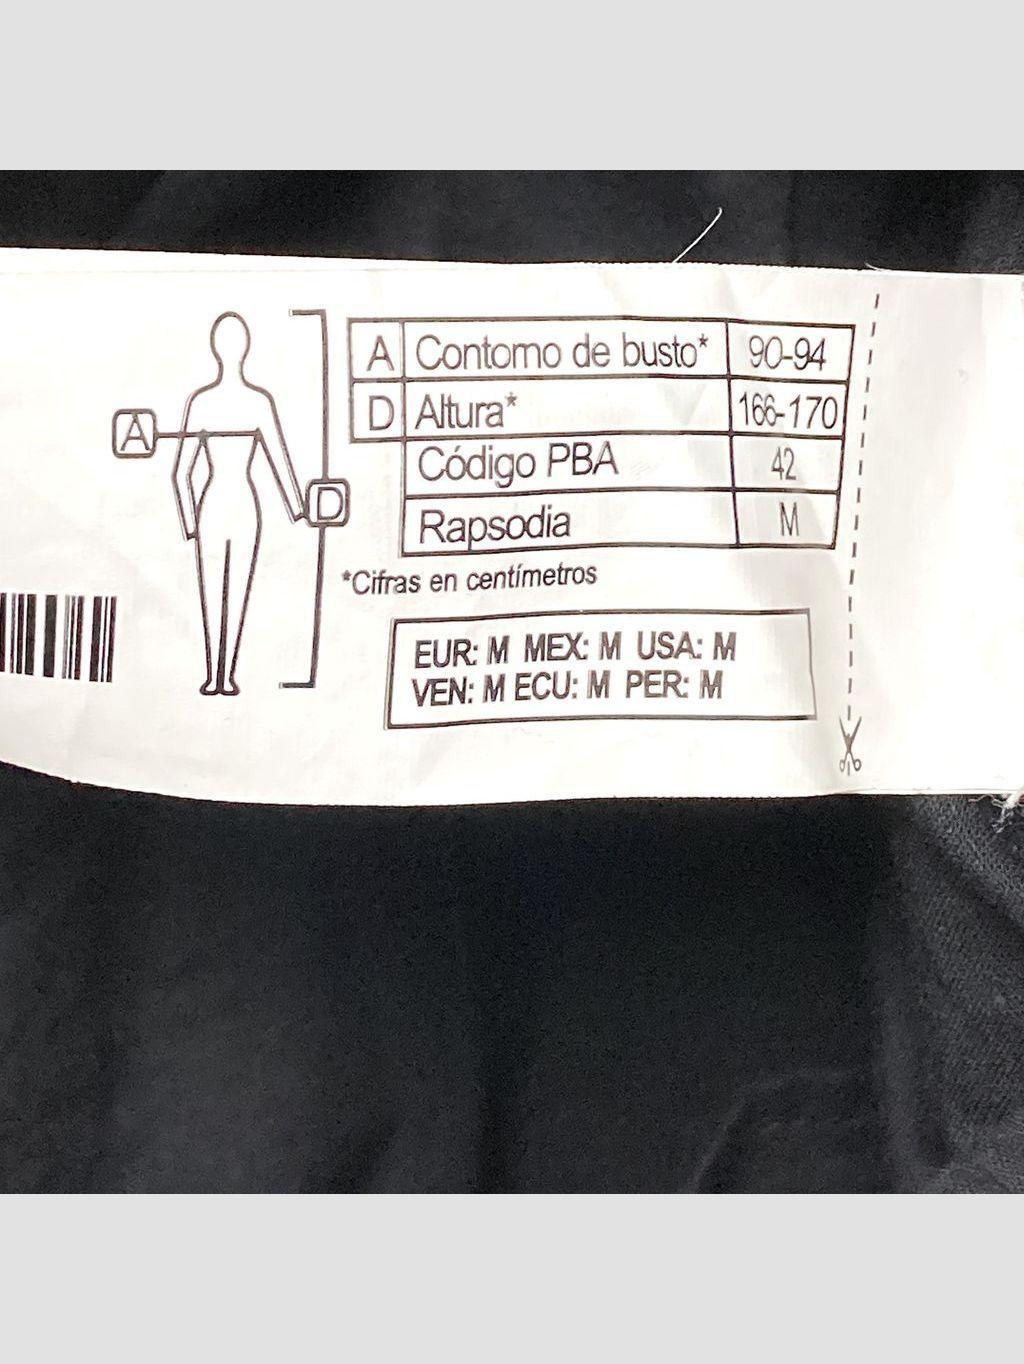 A Contorno de busto* 90-94
D Altura* 166-170
Código PBA 42
Rapsodia M
*Cifras en centímetros
A
D
EUR: M MEX: M USA: M
VEN: M ECU: M PER: M